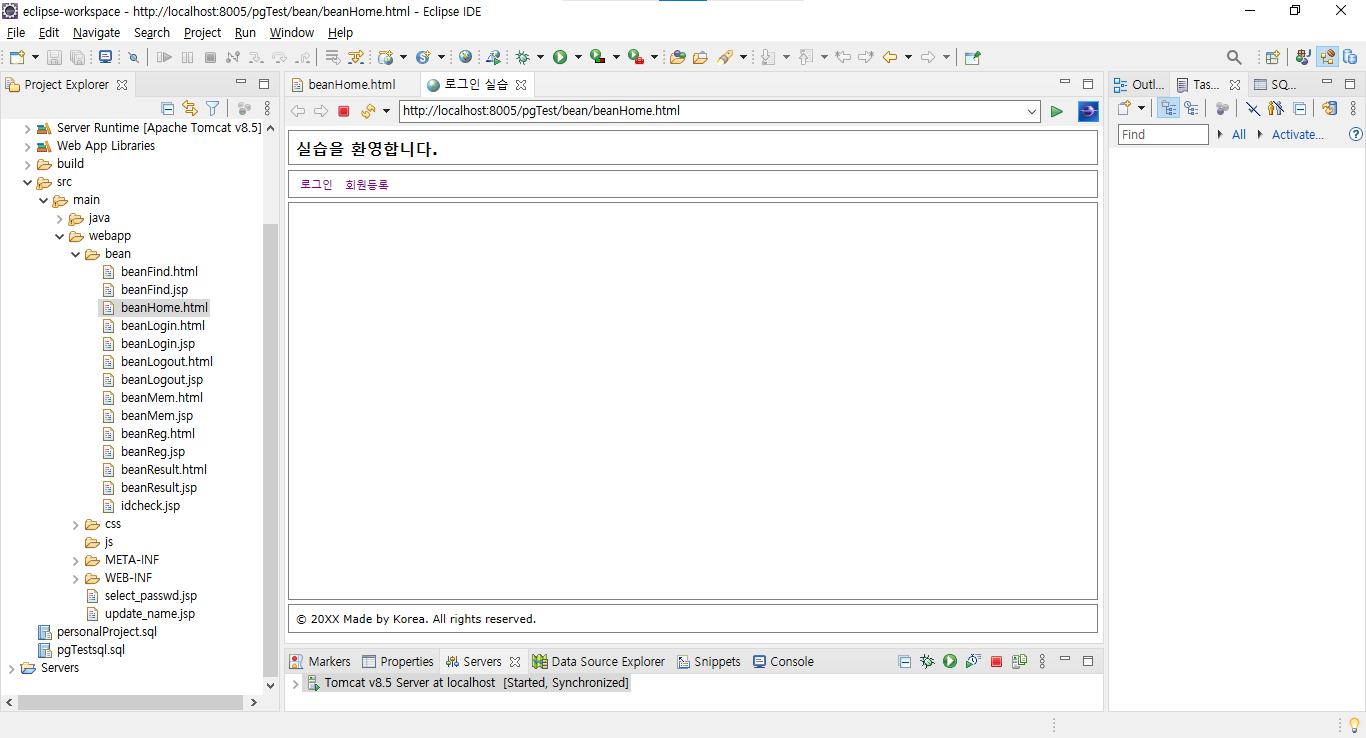 eclipse-workspace - http://localhost:8005/pgTest/bean/beanHome.html - Eclipse IDE
File Edit Navigate Search Project Run Window Help
Project Explorer
Server Runtime [Apache Tomcat v8.5]
Web App Libraries
build
src
main
java
webapp
bean
beanFind.html
beanFind.jsp
beanHome.html
beanLogin.html
beanLogin.jsp
beanLogout.html
beanLogout.jsp
beanMem.html
beanMem.jsp
beanReg.html
beanReg.jsp
beanResult.html
beanResult.jsp
idcheck.jsp
css
js
META-INF
WEB-INF
select_passwd.jsp
update_name.jsp
personalProject.sql
pgTestsql.sql
Servers
beanHome.html 로그인 실습
http://localhost:8005/pgTest/bean/beanHome.html
실습을 환영합니다.
로그인 회원등록
© 20XX Made by Korea. All rights reserved.
Markers Properties Servers Data Source Explorer Snippets Console
Tomcat v8.5 Server at localhost [Started, Synchronized]
Outl... Tas... SQ...
Find All Activate...